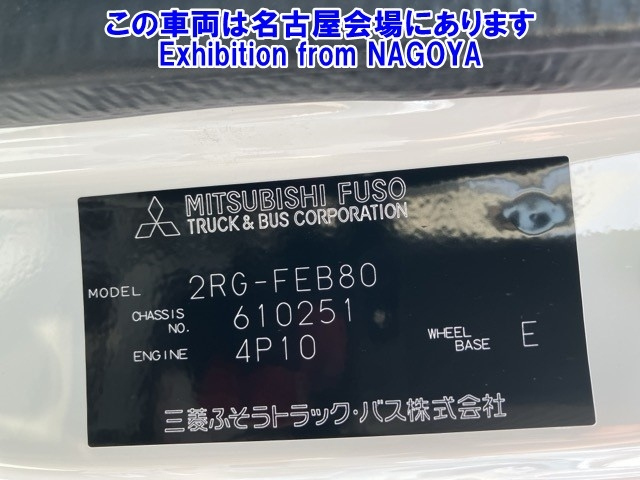 この車両は名古屋会場にあります
Exhibition from NAGOYA
MITSUBISHI FUSO
TRUCK & BUS CORPORATION
MODEL 2RG-FEB80
CHASSIS NO. 610251
ENGINE 4P10
WHEEL BASE E
三菱ふそうトラック・バス株式会社